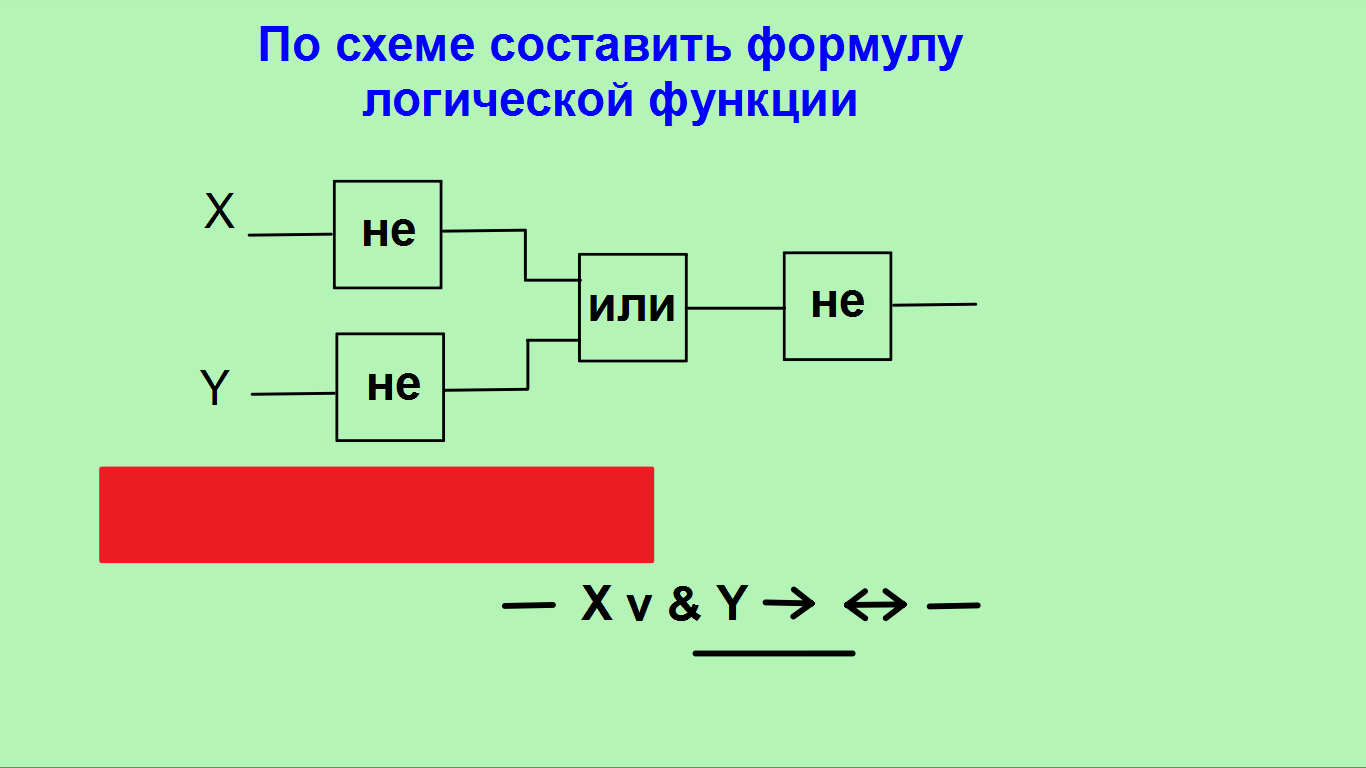 По схеме составить формулу
логической функции
X
не
или
не
Y
не
— X v & Y → ↔ —